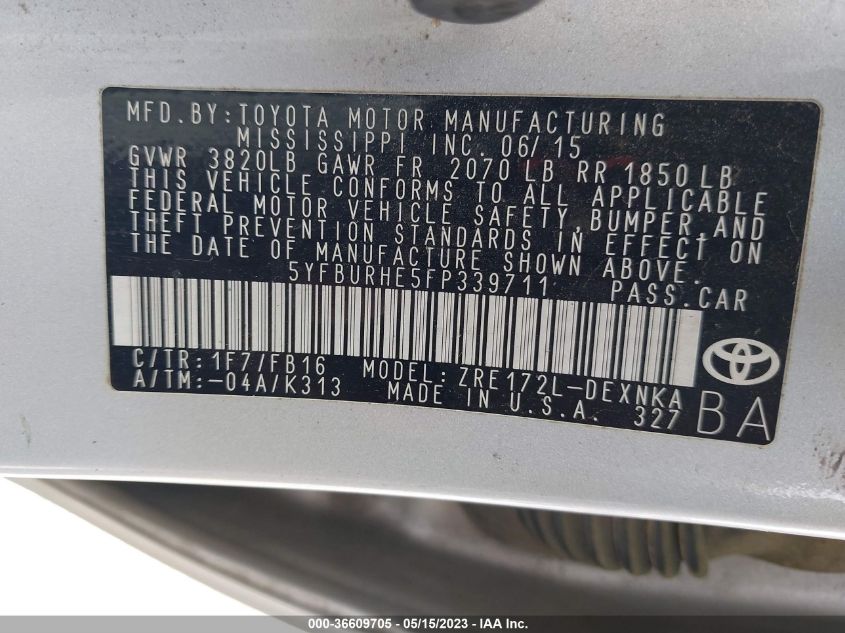 MFD.BY:TOYOTA MOTOR MANUFACTURING
MISSISSIPPI INC. 06/15
GVWR 3820LB GAWR FR 2070 LB RR 1850 LB
THIS VEHICLE CONFORMS TO ALL APPLICABLE
FEDERAL MOTOR VEHICLE SAFETY,BUMPER,AND
THEFT PREVENTION STANDARDS IN EFFECT ON
THE DATE OF MANUFACTURE SHOWN ABOVE.
5YFBURHE5FP339711 PASS.CAR
C/TR:1F7/FB16 MODEL:ZRE172L-DEXNKA
A/TM:-04A/K313 MADE IN U.S.A. 327
BA
000-36609705 - 05/15/2023 - IAA Inc.